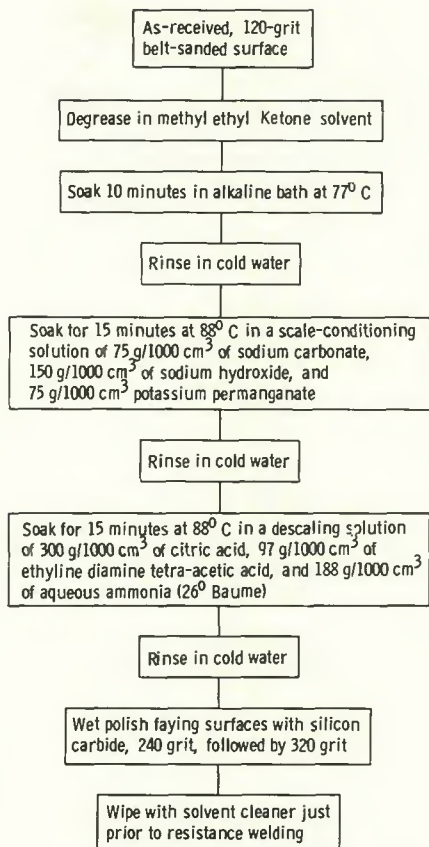 As-received, 120-grit
belt-sanded surface
Degrease in methyl ethyl Ketone solvent
Soak 10 minutes in alkaline bath at 77⁰ C
Rinse in cold water
Soak for 15 minutes at 88⁰ C in a scale-conditioning
solution of 75 g/1000 cm³ of sodium carbonate,
150 g/1000 cm³ of sodium hydroxide, and
75 g/1000 cm³ potassium permanganate
Rinse in cold water
Soak for 15 minutes at 88⁰ C in a descaling solution
of 300 g/1000 cm³ of citric acid, 97 g/1000 cm³ of
ethyline diamine tetra-acetic acid, and 188 g/1000 cm³
of aqueous ammonia (26⁰ Baume)
Rinse in cold water
Wet polish faying surfaces with silicon
carbide, 240 grit, followed by 320 grit
Wipe with solvent cleaner just
prior to resistance welding